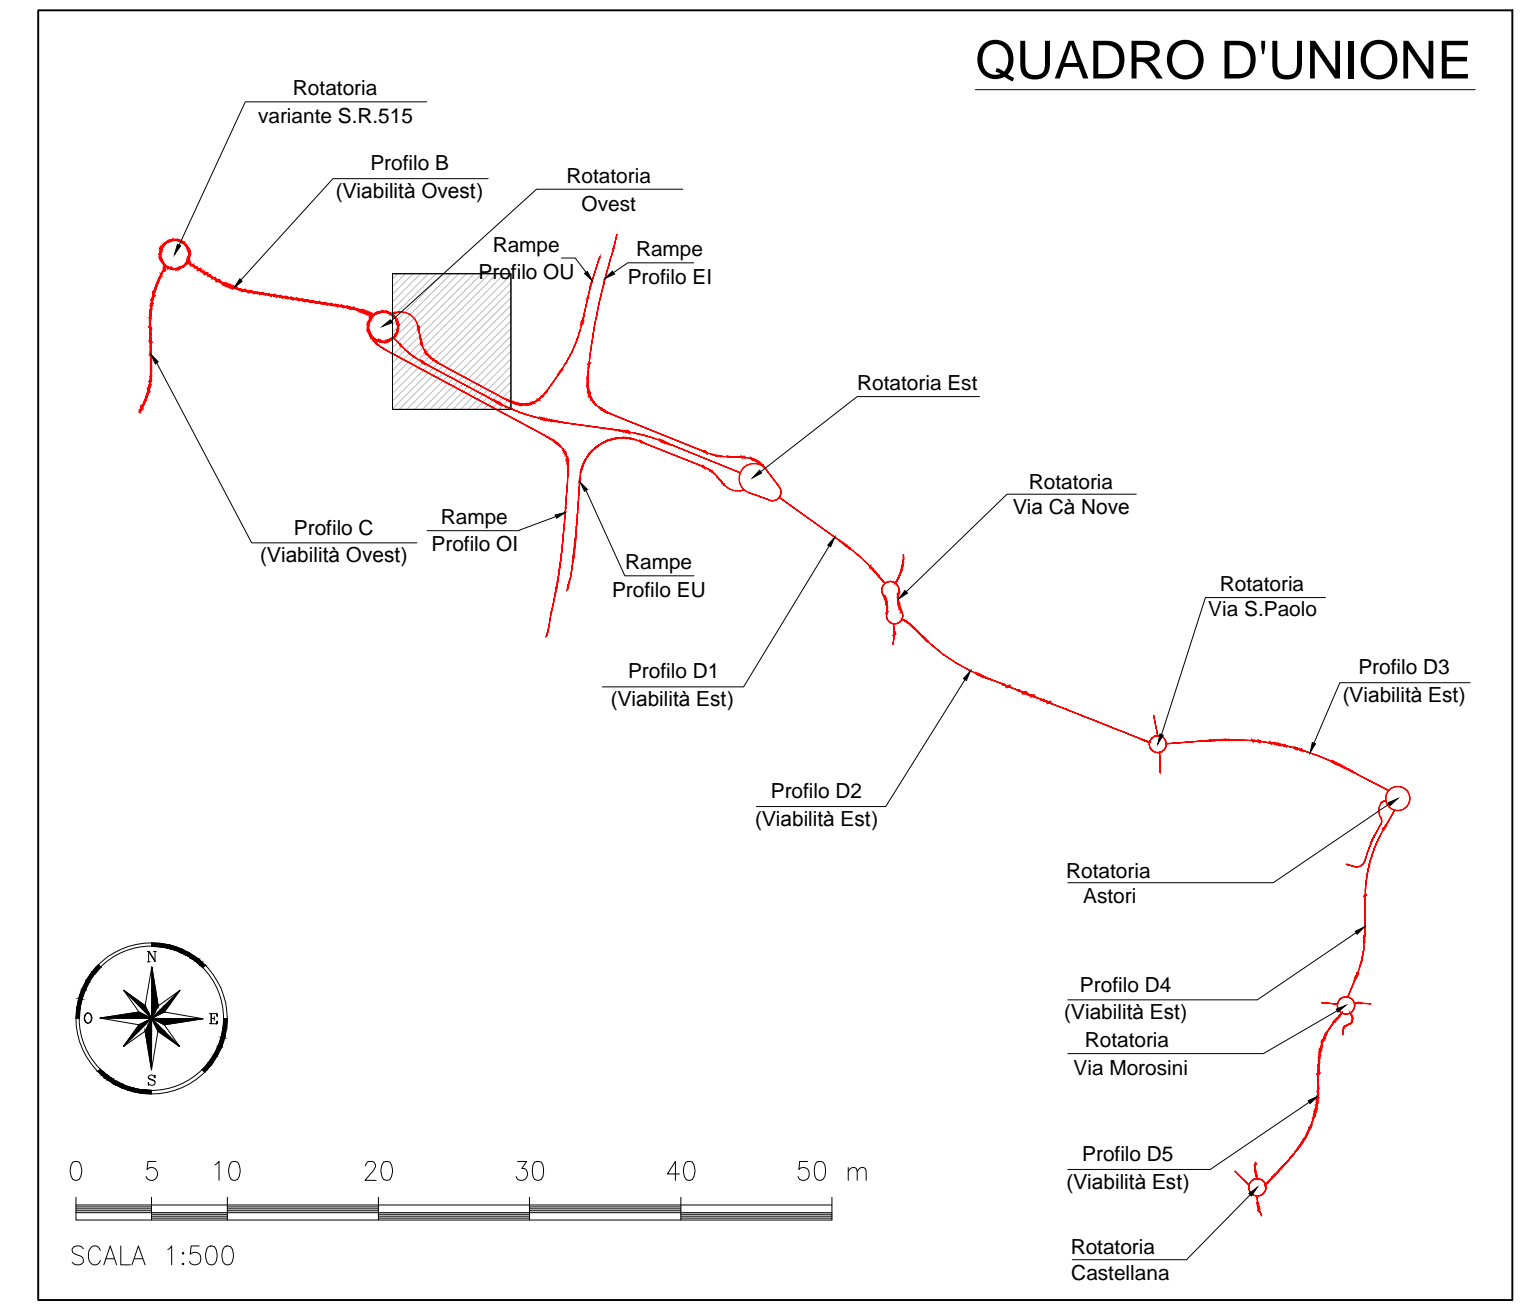 QUADRO D'UNIONE
Rotatoria
variante S.R.515
Profilo B
(Viabilità Ovest)
Rotatoria
Ovest
Rampe
Profilo OU
Rampe
Profilo EI
Rotatoria Est
Rotatoria
Via Cà Nove
Profilo C
(Viabilità Ovest)
Rampe
Profilo OI
Rampe
Profilo EU
Rotatoria
Via S.Paolo
Profilo D1
(Viabilità Est)
Profilo D3
(Viabilità Est)
Profilo D2
(Viabilità Est)
Rotatoria
Astori
Profilo D4
(Viabilità Est)
Rotatoria
Via Morosini
Profilo D5
(Viabilità Est)
Rotatoria
Castellana
N
O
E
S
0 5 10 20 30 40 50 m
SCALA 1:500